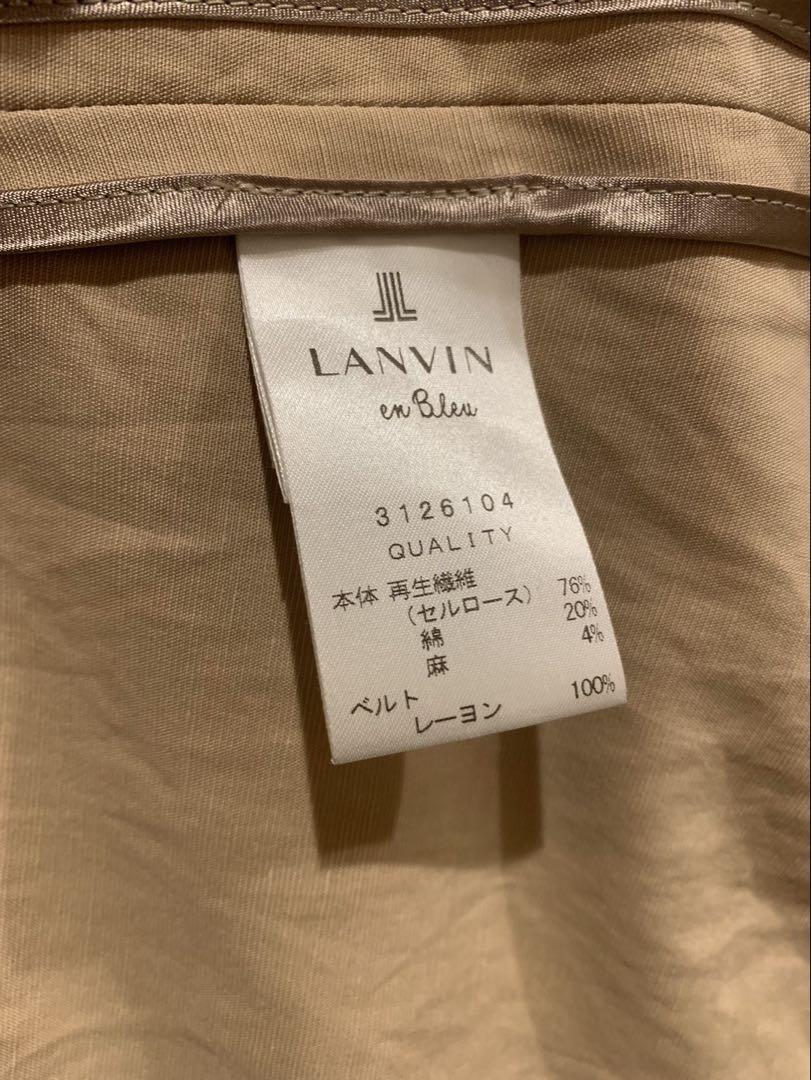 JL
LANVIN
en Bleu
3126104
QUALITY
本体 再生繊維
(セルロース) 76%
綿 20%
麻 4%
ベルト
レーヨン 100%